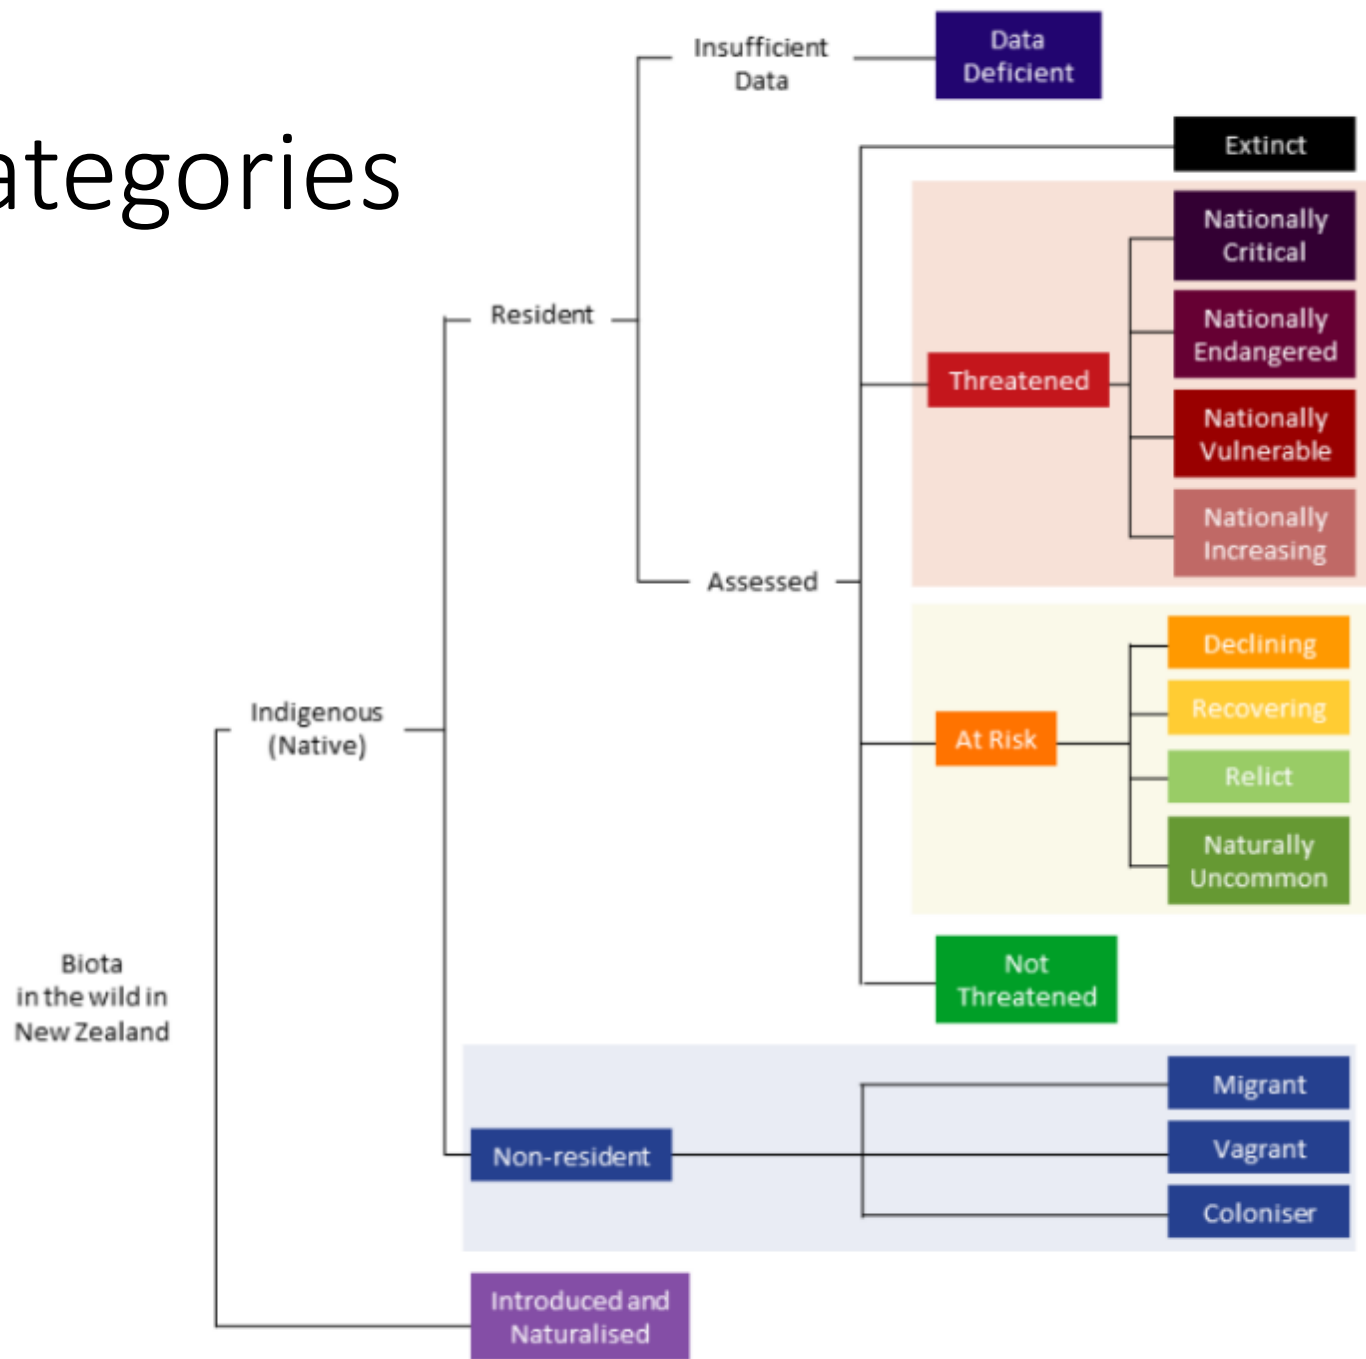 ategories
Insufficient
Data
Data
Deficient
Extinct
Nationally
Critical
Nationally
Endangered
Nationally
Vulnerable
Nationally
Increasing
Threatened
Resident
Assessed
Declining
Recovering
Relict
Naturally
Uncommon
At Risk
Indigenous
(Native)
Not
Threatened
Biota
in the wild in
New Zealand
Migrant
Vagrant
Coloniser
Non-resident
Introduced and
Naturalised